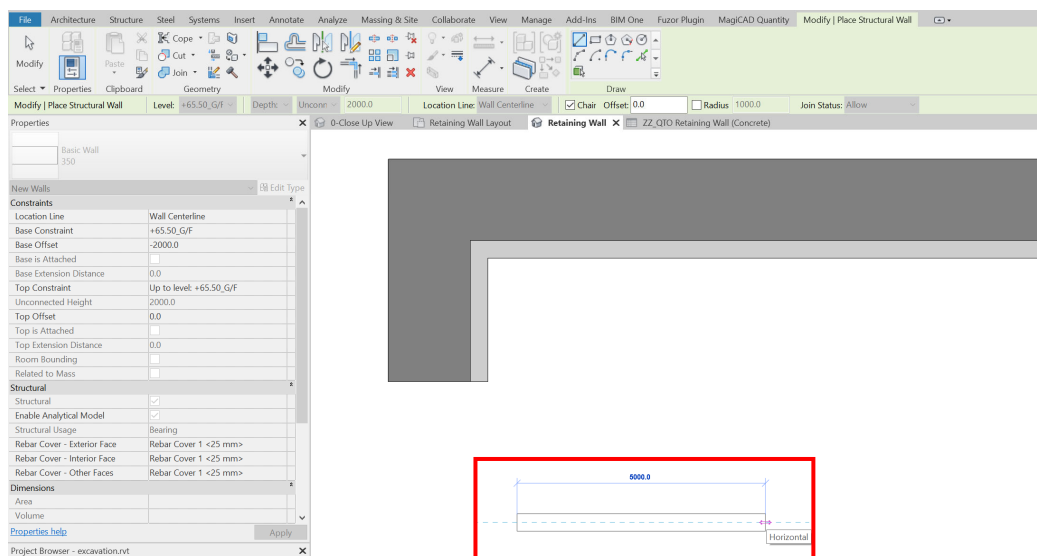 File Architecture Structure Steel Systems Insert Annotate Analyze Massing & Site Collaborate View Manage Add-Ins BIM One Fuzor Plugin MagiCAD Quantity Modify | Place Structural Wall
Cope
Modify Paste Cut
Join
Select Properties Clipboard Geometry Modify View Measure Create Draw
Modify | Place Structural Wall Level: +65.50_G/F Depth: Unconn 2000.0 Location Line: Wall Centerline Chair Offset: 0.0 Radius 1000.0 Join Status: Allow
Properties 0-Close Up View Retaining Wall Layout Retaining Wall ZZ_QTO Retaining Wall (Concrete)
Basic Wall
350
New Walls Edit Type
Constraints
Location Line Wall Centerline
Base Constraint +65.50_G/F
Base Offset -2000.0
Base is Attached
Base Extension Distance 0.0
Top Constraint Up to level: +65.50_G/F
Unconnected Height 2000.0
Top Offset 0.0
Top is Attached
Top Extension Distance 0.0
Room Bounding
Related to Mass
Structural
Structural
Enable Analytical Model
Structural Usage Bearing
Rebar Cover - Exterior Face Rebar Cover 1 <25 mm>
Rebar Cover - Interior Face Rebar Cover 1 <25 mm>
Rebar Cover - Other Faces Rebar Cover 1 <25 mm>
5000.0
Dimensions
Area
Volume
Properties help Apply
Horizontal
Project Browser - excavation.rvt